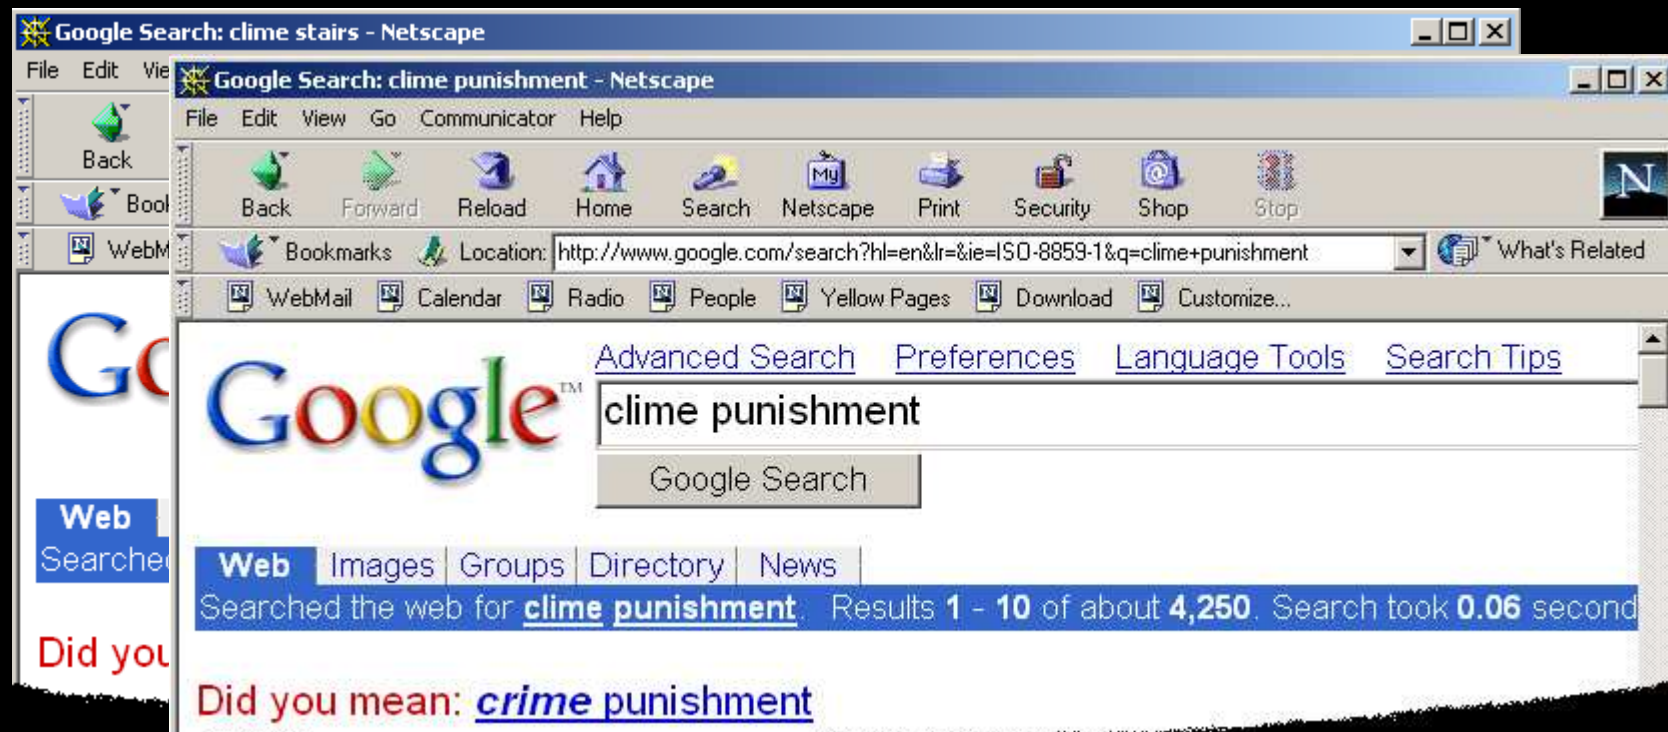 Google Search: clime stairs - Netscape
File Edit Vie
Back
Book
WebM
Go
Web
Searched
Did you
Google Search: clime punishment - Netscape
File Edit View Go Communicator Help
Back Forward Reload Home Search Netscape Print Security Shop Stop
My
N
Bookmarks Location: http://www.google.com/search?hl=en&lr=&ie=ISO-8859-1&q=clime+punishment What's Related
WebMail Calendar Radio People Yellow Pages Download Customize...
Advanced Search Preferences Language Tools Search Tips
Google™ clime punishment
Google Search
Web Images Groups Directory News
Searched the web for clime punishment. Results 1 - 10 of about 4,250. Search took 0.06 second
Did you mean: crime punishment